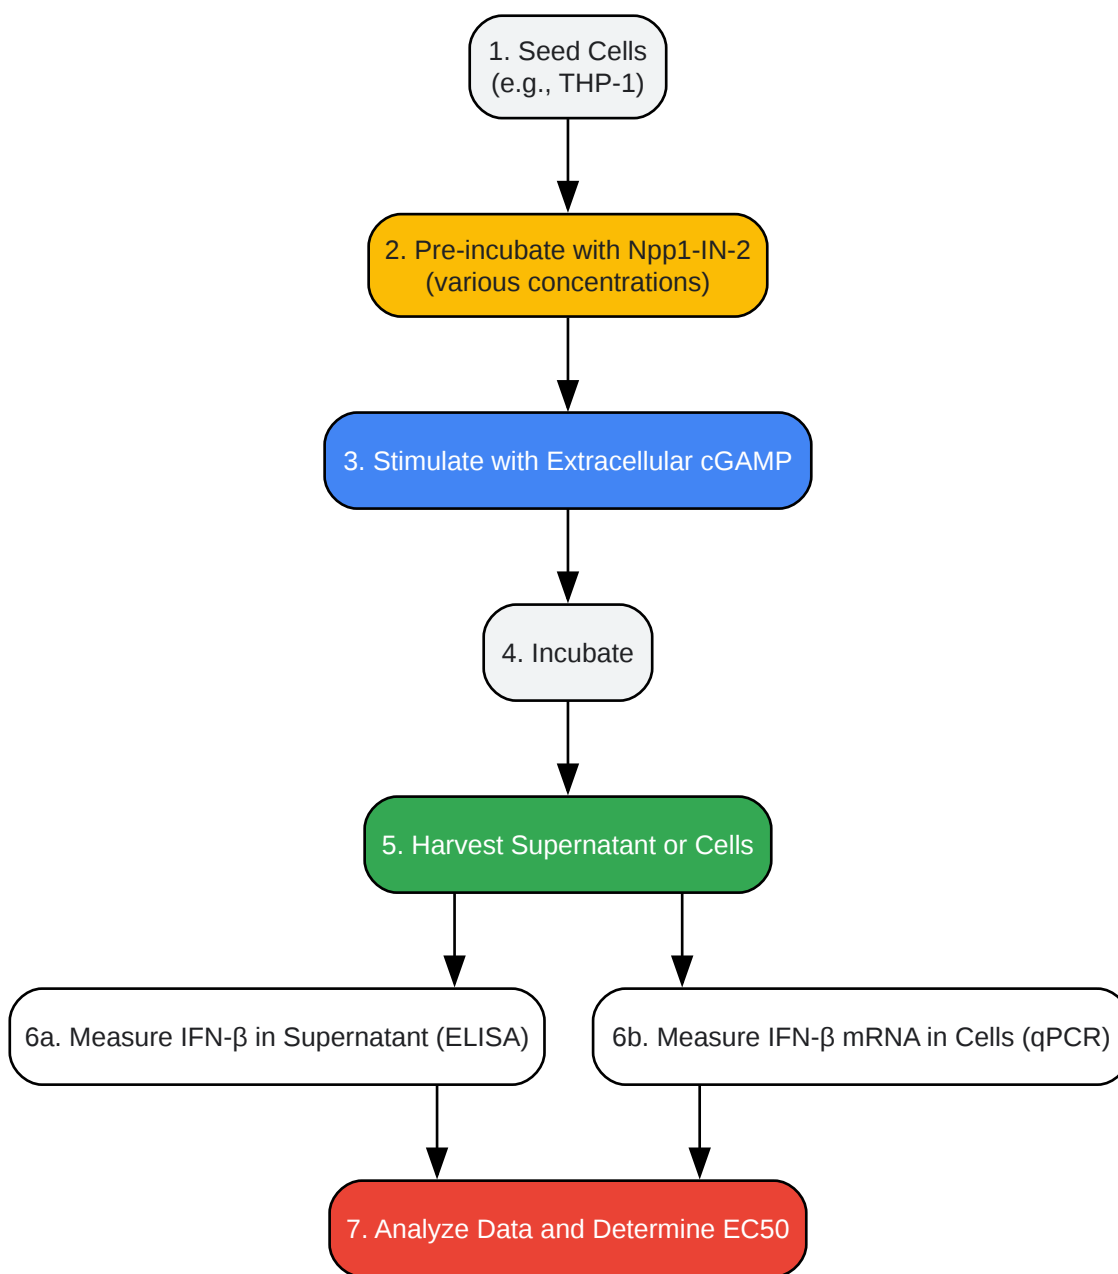 1. Seed Cells
(e.g., THP-1)
2. Pre-incubate with Npp1-IN-2
(various concentrations)
3. Stimulate with Extracellular cGAMP
4. Incubate
5. Harvest Supernatant or Cells
6a. Measure IFN-β in Supernatant (ELISA)
6b. Measure IFN-β mRNA in Cells (qPCR)
7. Analyze Data and Determine EC50